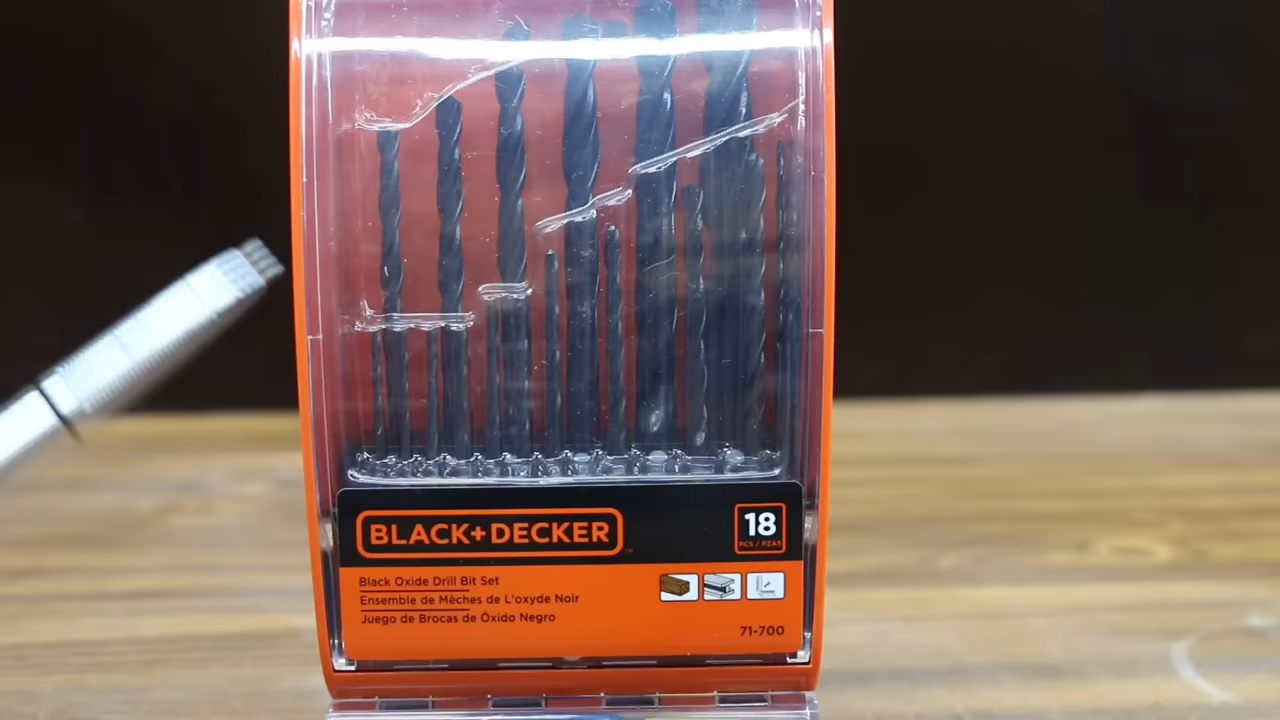 BLACK+DECKER™
18
PCS / PZAS
Black Oxide Drill Bit Set
Ensemble de Mèches de L'oxyde Noir
Juego de Brocas de Óxido Negro
71-700